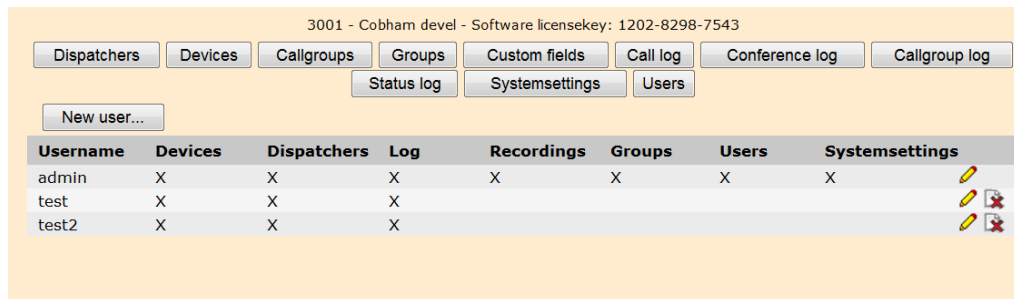 3001 - Cobham devel - Software licensekey: 1202-8298-7543
Dispatchers Devices Callgroups Groups Custom fields Call log Conference log Callgroup log
Status log Systemsettings Users
New user...
Username Devices Dispatchers Log Recordings Groups Users Systemsettings
admin X X X X X X X
test X X X
test2 X X X